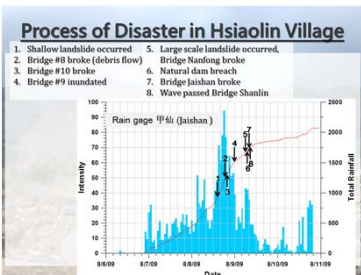 Process of Disaster in Hsiaolin Village
1. Shallow landslide occurred
2. Bridge #8 broke (debris flow)
3. Bridge #10 broke
4. Bridge #9 inundated
5. Large scale landslide occurred,
Bridge Nanfong broke
6. Natural dam breach
7. Bridge Jaishan broke
8. Wave passed Bridge Shanlin
Rain gage 甲仙 (Jaishan)
Intensity
100
90
80
70
60
50
40
30
20
10
0
1
2
3
4
5
6
7
8
2500
2000
1500
1000
500
0
Total Rainfall
8/6/09
8/7/09
8/8/09
8/9/09
8/10/09
8/11/09
Date